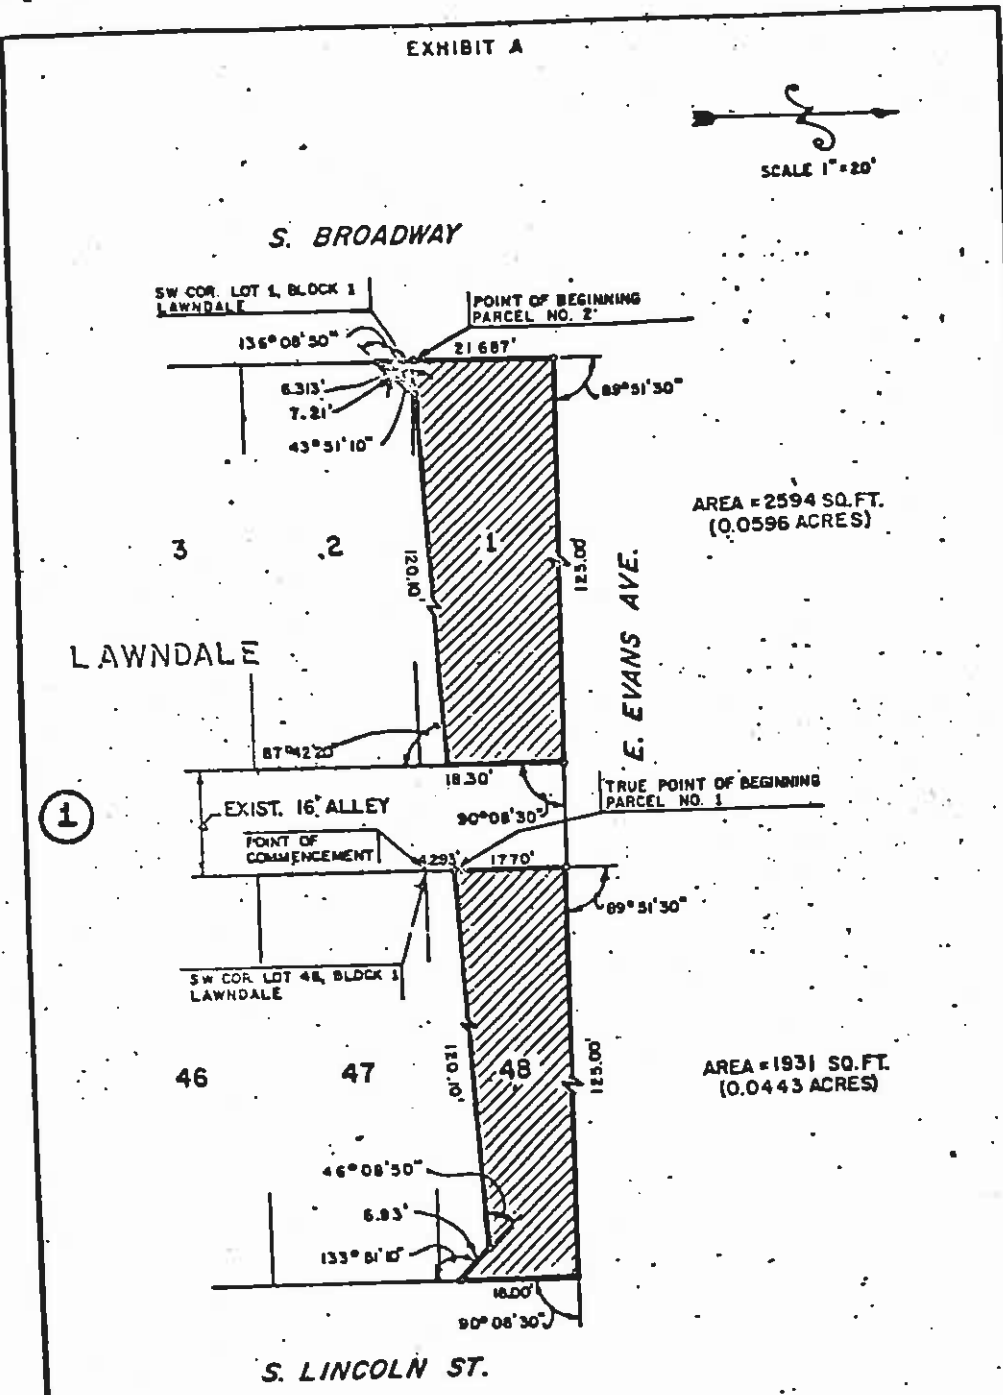 EXHIBIT A
SCALE 1"=20'
S. BROADWAY
SW COR. LOT 1, BLOCK 1
LAWNDALE
POINT OF BEGINNING
PARCEL NO. 2
136°08'50"
21.687'
6.313'
7.21'
43°51'10"
89°51'30"
AREA = 2594 SQ.FT.
(0.0596 ACRES)
3
2
1
120.10'
125.00'
E. EVANS AVE.
LAWNDALE
87°42'20"
18.30'
90°08'30"
TRUE POINT OF BEGINNING
PARCEL NO. 1
1
EXIST. 16' ALLEY
POINT OF
COMMENCEMENT
4.293'
17.70'
89°51'30"
SW COR. LOT 48, BLOCK 1
LAWNDALE
46
47
48
120.10'
125.00'
AREA = 1931 SQ.FT.
(0.0443 ACRES)
46°08'50"
6.93'
133°51'10"
18.00'
90°08'30"
S. LINCOLN ST.